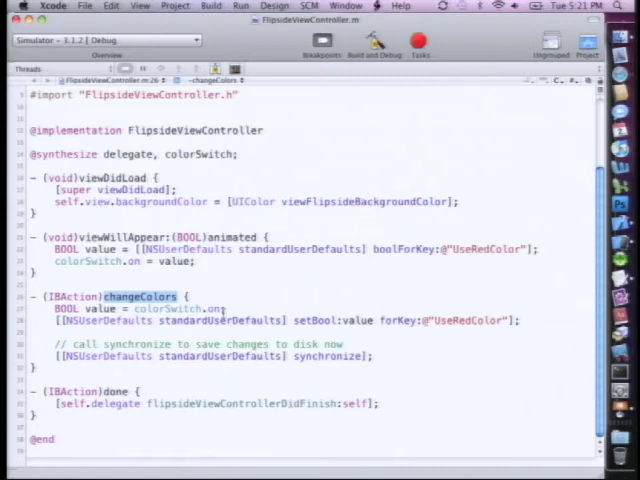 Xcode File Edit View Project Build Run Design SCM Window Help Tue 5:21 PM
FlipsideViewController.m
Simulator - 3.1.2 | Debug
Overview Breakpoints Build and Debug Tasks Ungrouped Project
Threads
FlipsideViewController.m:26 -changeColors
#import "FlipsideViewController.h"
@implementation FlipsideViewController
@synthesize delegate, colorSwitch;
- (void)viewDidLoad {
[super viewDidLoad];
self.view.backgroundColor = [UIColor viewFlipsideBackgroundColor];
}
- (void)viewWillAppear:(BOOL)animated {
BOOL value = [[NSUserDefaults standardUserDefaults] boolForKey:@"UseRedColor"];
colorSwitch.on = value;
}
- (IBAction)changeColors {
BOOL value = colorSwitch.on;
[[NSUserDefaults standardUserDefaults] setBool:value forKey:@"UseRedColor"];
// call synchronize to save changes to disk now
[[NSUserDefaults standardUserDefaults] synchronize];
}
- (IBAction)done {
[self.delegate flipsideViewControllerDidFinish:self];
}
@end